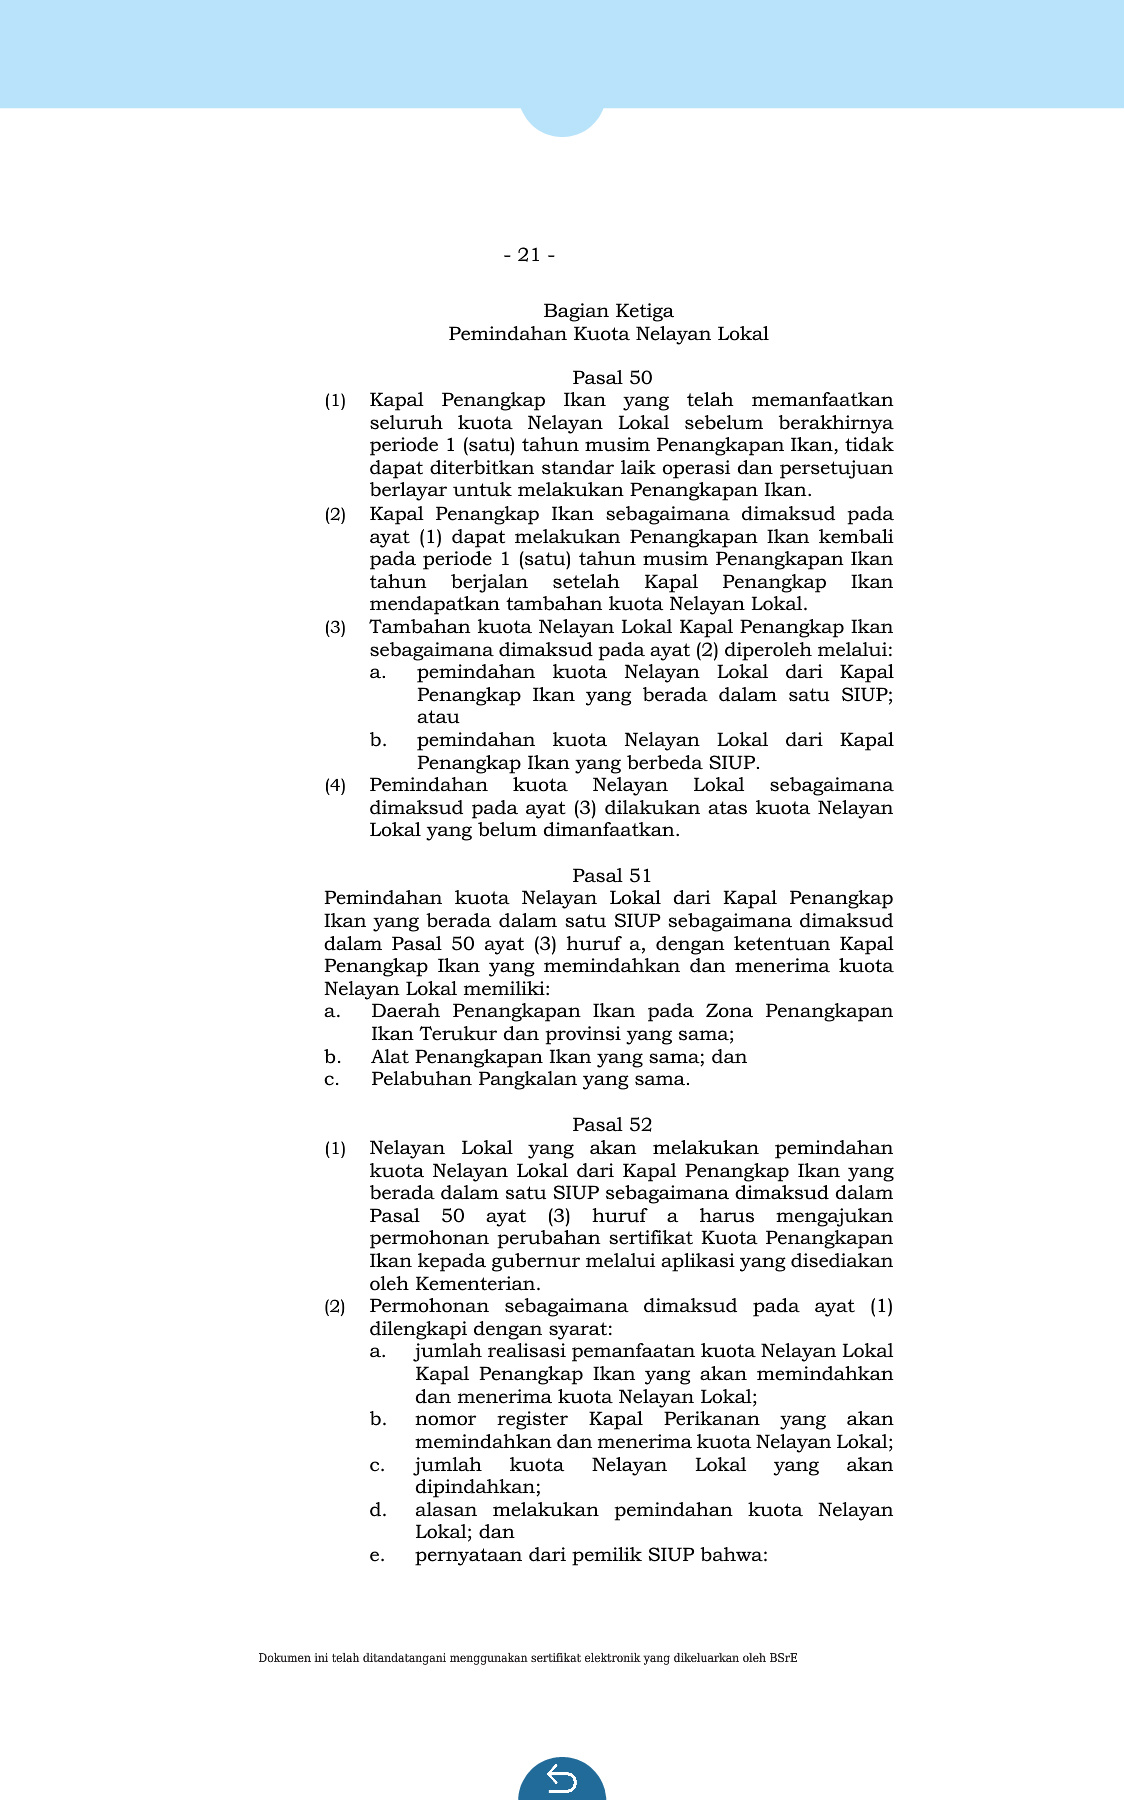 - 21 -
Bagian Ketiga
Pemindahan Kuota Nelayan Lokal
Pasal 50
(1) Kapal Penangkap Ikan yang telah memanfaatkan
seluruh kuota Nelayan Lokal sebelum berakhirnya
periode 1 (satu) tahun musim Penangkapan Ikan, tidak
dapat diterbitkan standar laik operasi dan persetujuan
berlayar untuk melakukan Penangkapan Ikan.
(2) Kapal Penangkap Ikan sebagaimana dimaksud pada
ayat (1) dapat melakukan Penangkapan Ikan kembali
pada periode 1 (satu) tahun musim Penangkapan Ikan
tahun berjalan setelah Kapal Penangkap Ikan
mendapatkan tambahan kuota Nelayan Lokal.
(3) Tambahan kuota Nelayan Lokal Kapal Penangkap Ikan
sebagaimana dimaksud pada ayat (2) diperoleh melalui:
a. pemindahan kuota Nelayan Lokal dari Kapal
Penangkap Ikan yang berada dalam satu SIUP;
atau
b. pemindahan kuota Nelayan Lokal dari Kapal
Penangkap Ikan yang berbeda SIUP.
(4) Pemindahan kuota Nelayan Lokal sebagaimana
dimaksud pada ayat (3) dilakukan atas kuota Nelayan
Lokal yang belum dimanfaatkan.
Pasal 51
Pemindahan kuota Nelayan Lokal dari Kapal Penangkap
Ikan yang berada dalam satu SIUP sebagaimana dimaksud
dalam Pasal 50 ayat (3) huruf a, dengan ketentuan Kapal
Penangkap Ikan yang memindahkan dan menerima kuota
Nelayan Lokal memiliki:
a. Daerah Penangkapan Ikan pada Zona Penangkapan
Ikan Terukur dan provinsi yang sama;
b. Alat Penangkapan Ikan yang sama; dan
c. Pelabuhan Pangkalan yang sama.
Pasal 52
(1) Nelayan Lokal yang akan melakukan pemindahan
kuota Nelayan Lokal dari Kapal Penangkap Ikan yang
berada dalam satu SIUP sebagaimana dimaksud dalam
Pasal 50 ayat (3) huruf a harus mengajukan
permohonan perubahan sertifikat Kuota Penangkapan
Ikan kepada gubernur melalui aplikasi yang disediakan
oleh Kementerian.
(2) Permohonan sebagaimana dimaksud pada ayat (1)
dilengkapi dengan syarat:
a. jumlah realisasi pemanfaatan kuota Nelayan Lokal
Kapal Penangkap Ikan yang akan memindahkan
dan menerima kuota Nelayan Lokal;
b. nomor register Kapal Perikanan yang akan
memindahkan dan menerima kuota Nelayan Lokal;
c. jumlah kuota Nelayan Lokal yang akan
dipindahkan;
d. alasan melakukan pemindahan kuota Nelayan
Lokal; dan
e. pernyataan dari pemilik SIUP bahwa:
Dokumen ini telah ditandatangani menggunakan sertifikat elektronik yang dikeluarkan oleh BSrE